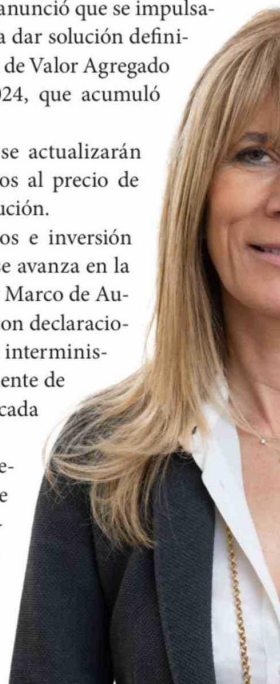 anunció que se impulsa-
a dar solución defini-
de Valor Agregado
024, que acumuló
se actualizarán
os al precio de
ución.
os e inversión
se avanza en la
Marco de Au-
on declaracio-
interminis-
ente de
cada
e-
e
-